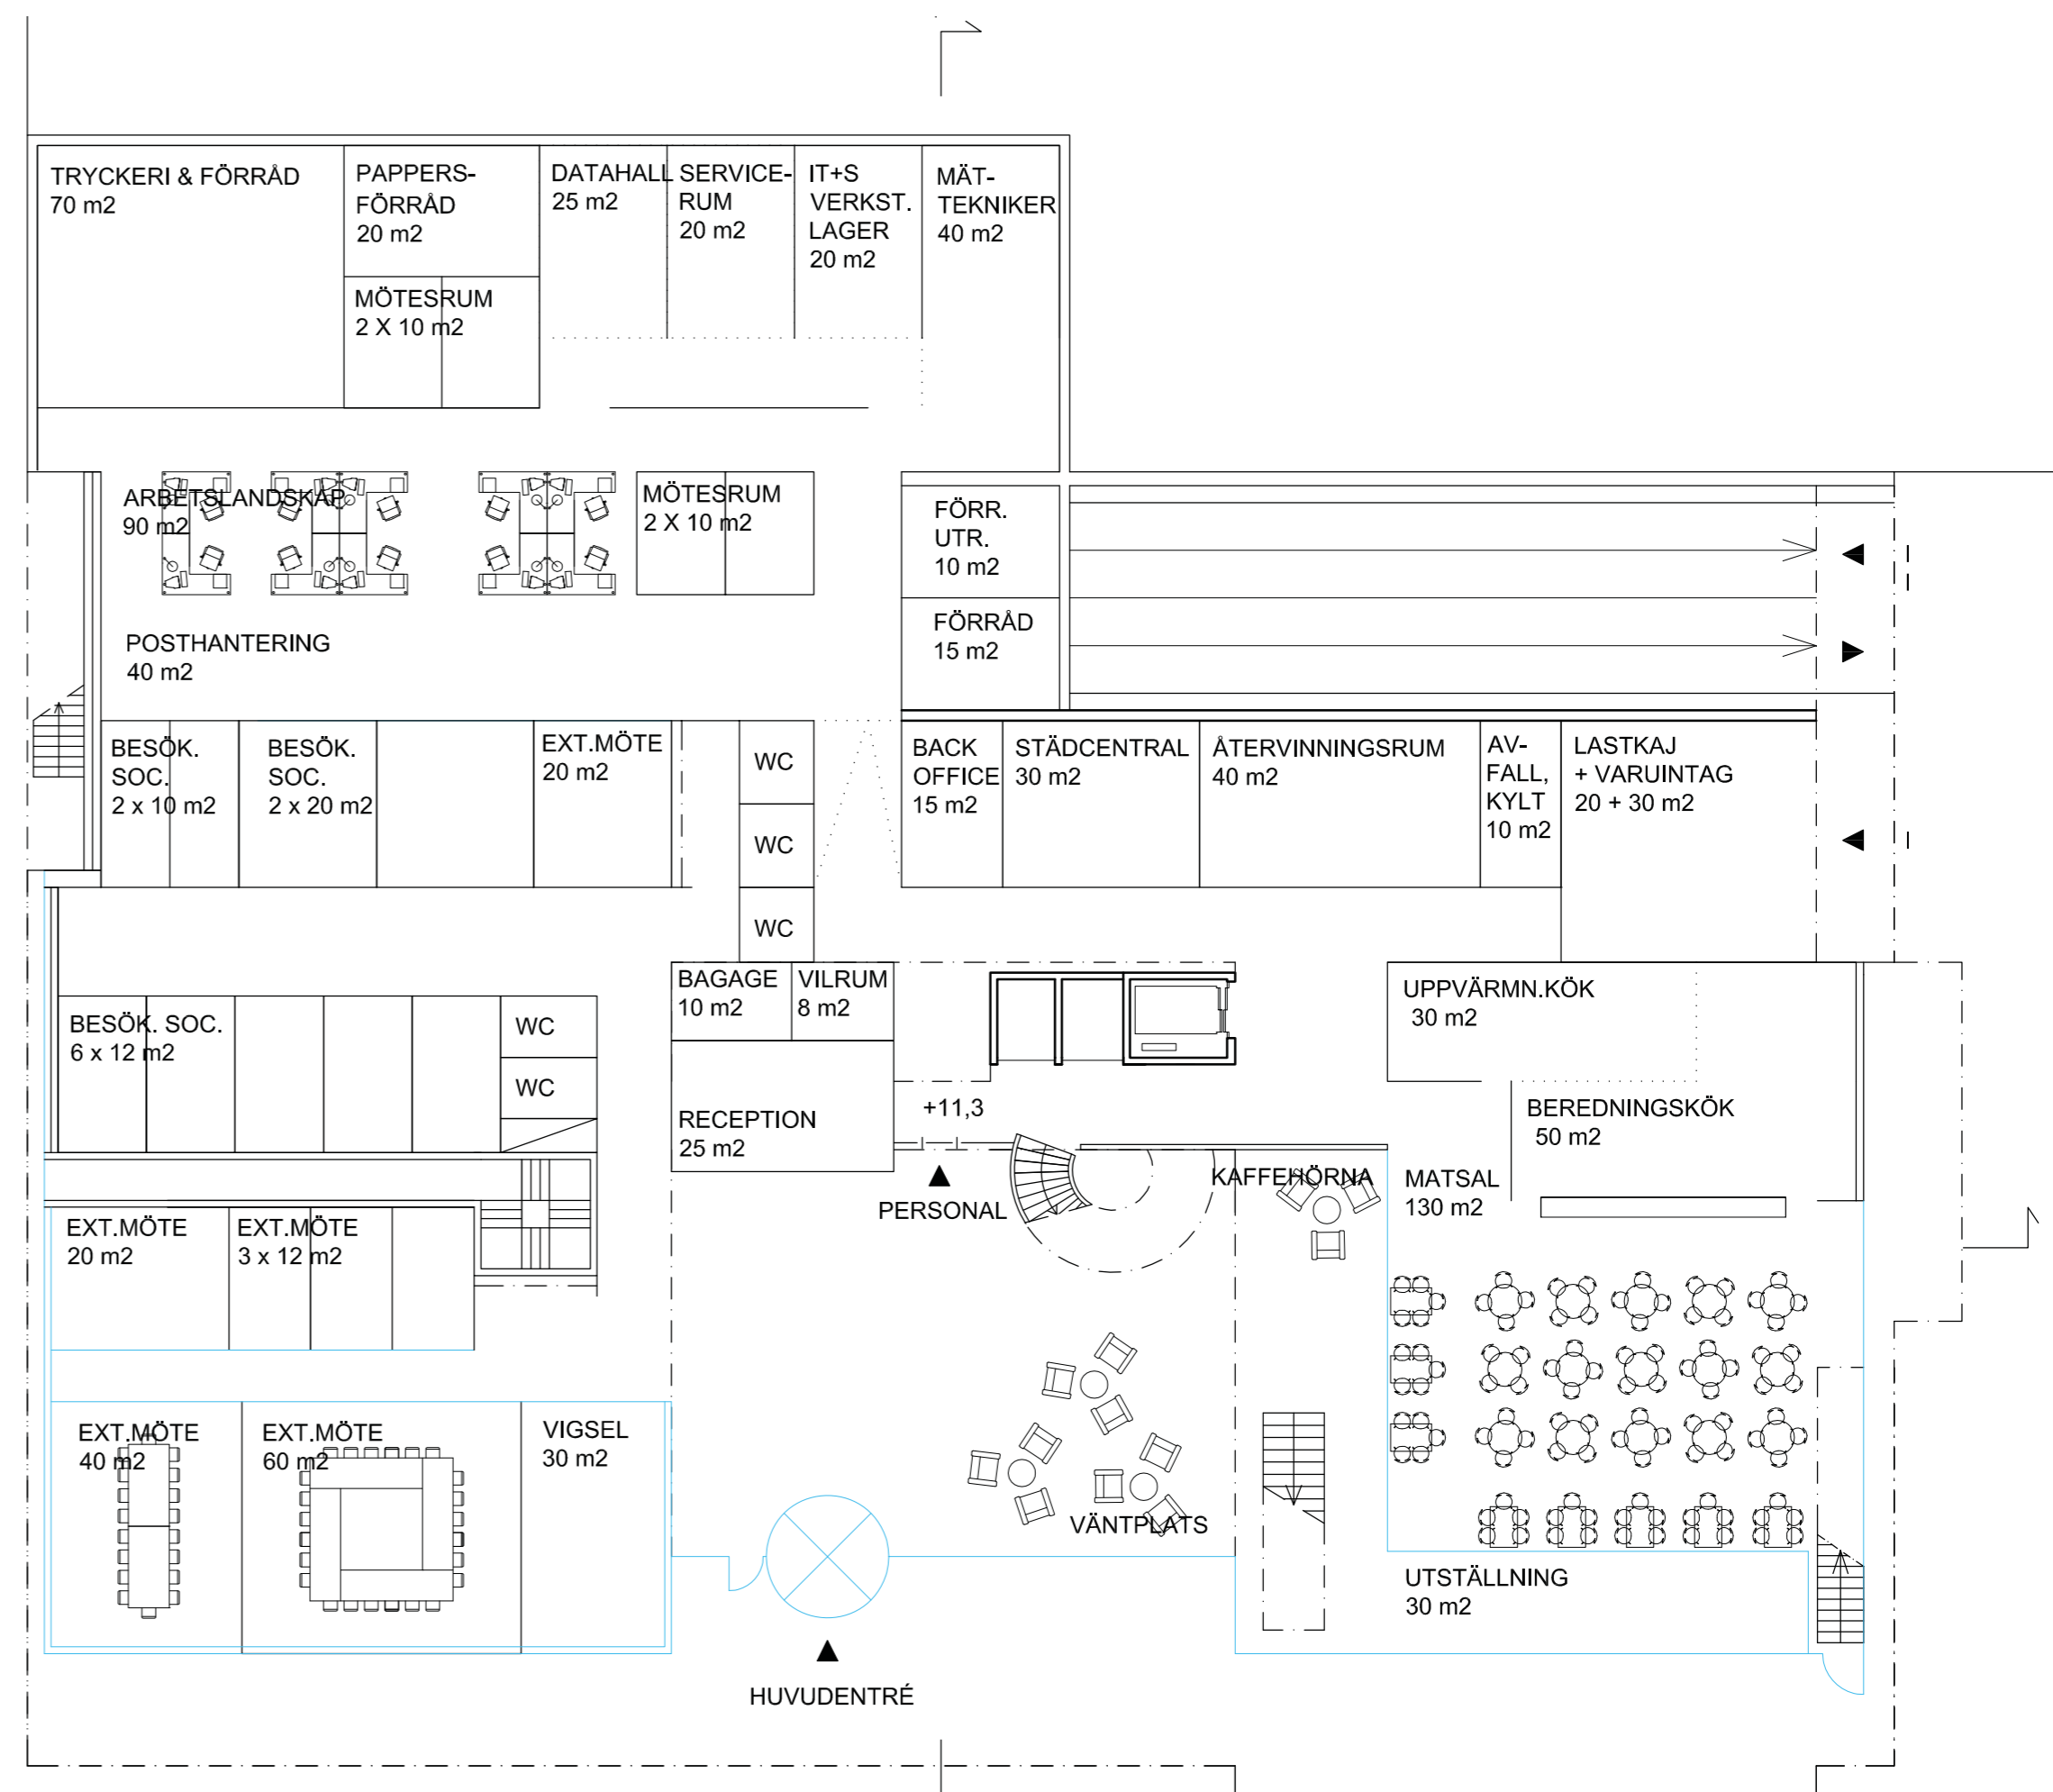 TRYCKERI & FÖRRÅD
70 m2
PAPPERS-
FÖRRÅD
20 m2
DATAHALL
25 m2
SERVICE-
RUM
20 m2
IT+S
VERKST.
LAGER
20 m2
MÄT-
TEKNIKER
40 m2
MÖTESRUM
2 X 10 m2
ARBETSLANDSKAP
90 m2
MÖTESRUM
2 X 10 m2
FÖRR.
UTR.
10 m2
FÖRRÅD
15 m2
POSTHANTERING
40 m2
BESÖK.
SOC.
2 x 10 m2
BESÖK.
SOC.
2 x 20 m2
EXT.MÖTE
20 m2
WC
WC
WC
BACK
OFFICE
15 m2
STÄDCENTRAL
30 m2
ÅTERVINNINGSRUM
40 m2
AV-
FALL,
KYLT
10 m2
LASTKAJ
+ VARUINTAG
20 + 30 m2
BAGAGE
10 m2
VILRUM
8 m2
UPPVÄRMN.KÖK
30 m2
BESÖK. SOC.
6 x 12 m2
WC
WC
RECEPTION
25 m2
+11,3
BEREDNINGSKÖK
50 m2
PERSONAL
KAFFEHÖRNA
MATSAL
130 m2
EXT.MÖTE
20 m2
EXT.MÖTE
3 x 12 m2
EXT.MÖTE
40 m2
EXT.MÖTE
60 m2
VIGSEL
30 m2
VÄNTPLATS
UTSTÄLLNING
30 m2
HUVUDENTRÉ